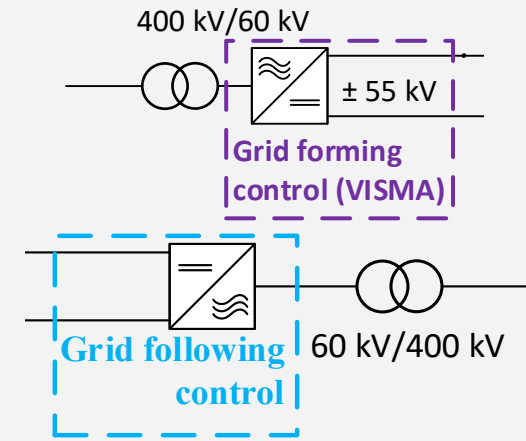 400 kV/60 kV
± 55 kV
Grid forming
control (VISMA)
Grid following
control
60 kV/400 kV